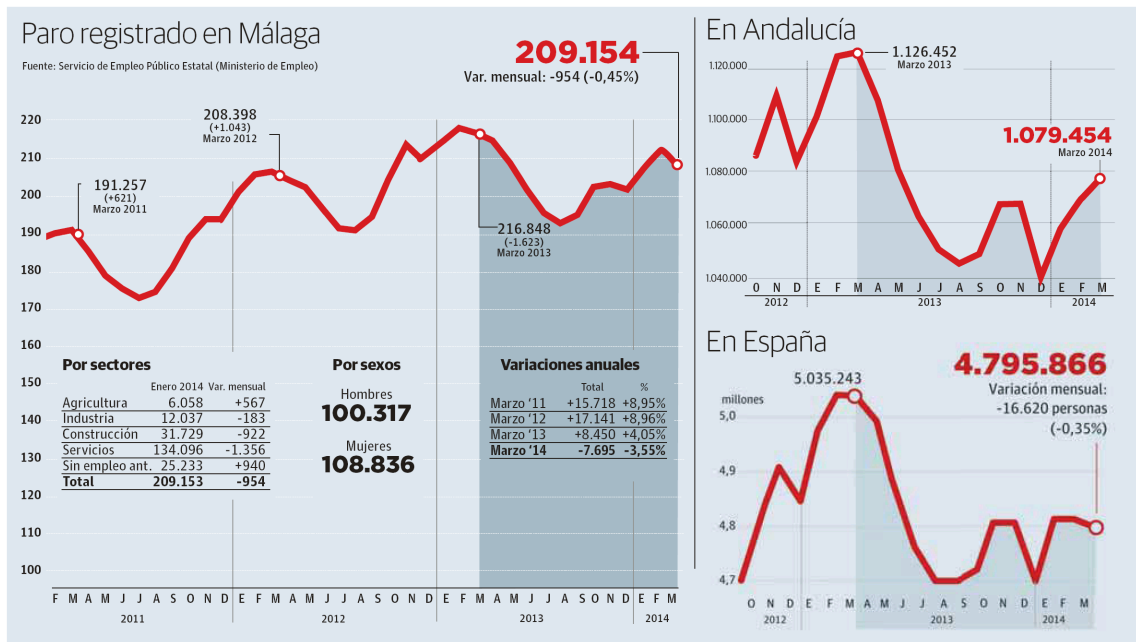 Paro registrado en Málaga
Fuente: Servicio de Empleo Público Estatal (Ministerio de Empleo)
209.154
Var. mensual: -954 (-0,45%)
220
210
200
190
180
170
160
150
140
130
120
110
100
191.257
(+621)
Marzo 2011
208.398
(+1.043)
Marzo 2012
216.848
(-1.623)
Marzo 2013
Por sectores
Enero 2014 Var. mensual
Agricultura 6.058 +567
Industria 12.037 -183
Construcción 31.729 -922
Servicios 134.096 -1.356
Sin empleo ant. 25.233 +940
Total 209.153 -954
Por sexos
Hombres
100.317
Mujeres
108.836
Variaciones anuales
Total %
Marzo '11 +15.718 +8,95%
Marzo '12 +17.141 +8,96%
Marzo '13 +8.450 +4,05%
Marzo '14 -7.695 -3,55%
F M A M J J A S O N D E F M A M J J A S O N D E F M A M J J A S O N D E F M
2011 2012 2013 2014
En Andalucía
1.126.452
Marzo 2013
1.120.000
1.100.000
1.080.000
1.060.000
1.040.000
1.079.454
Marzo 2014
O N D E F M A M J J A S O N D E F M
2012 2013 2014
En España
4.795.866
Variación mensual:
-16.620 personas
(-0,35%)
5.035.243
millones
5,0
4,9
4,8
4,7
O N D E F M A M J J A S O N D E F M
2012 2013 2014